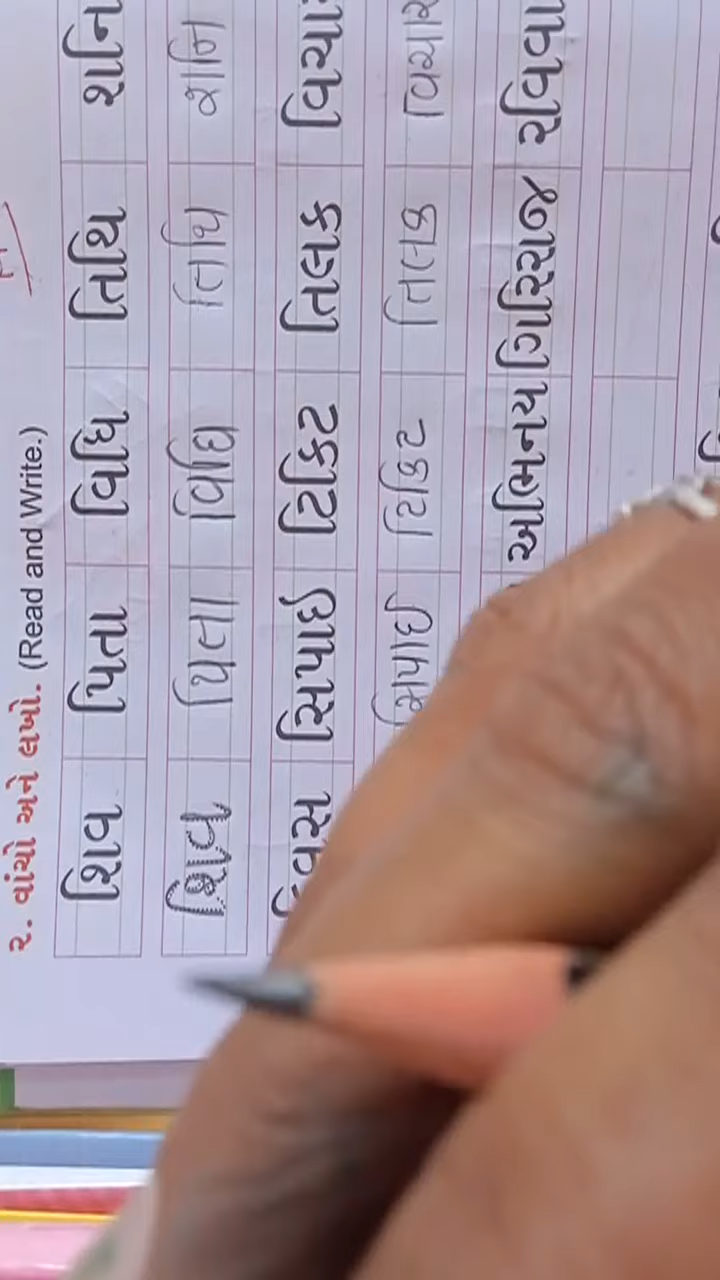 ૨. વાંચો અને લખો. (Read and Write.)
શિવ પિતા વિધિ તિથિ શનિ
શિવ પિતા વિધિ તિથિ શનિ
સિપાઈ ટિકિટ તિલક
સિપાઈ ટિકિટ તિલક
અભિનય ગિરિરાજ